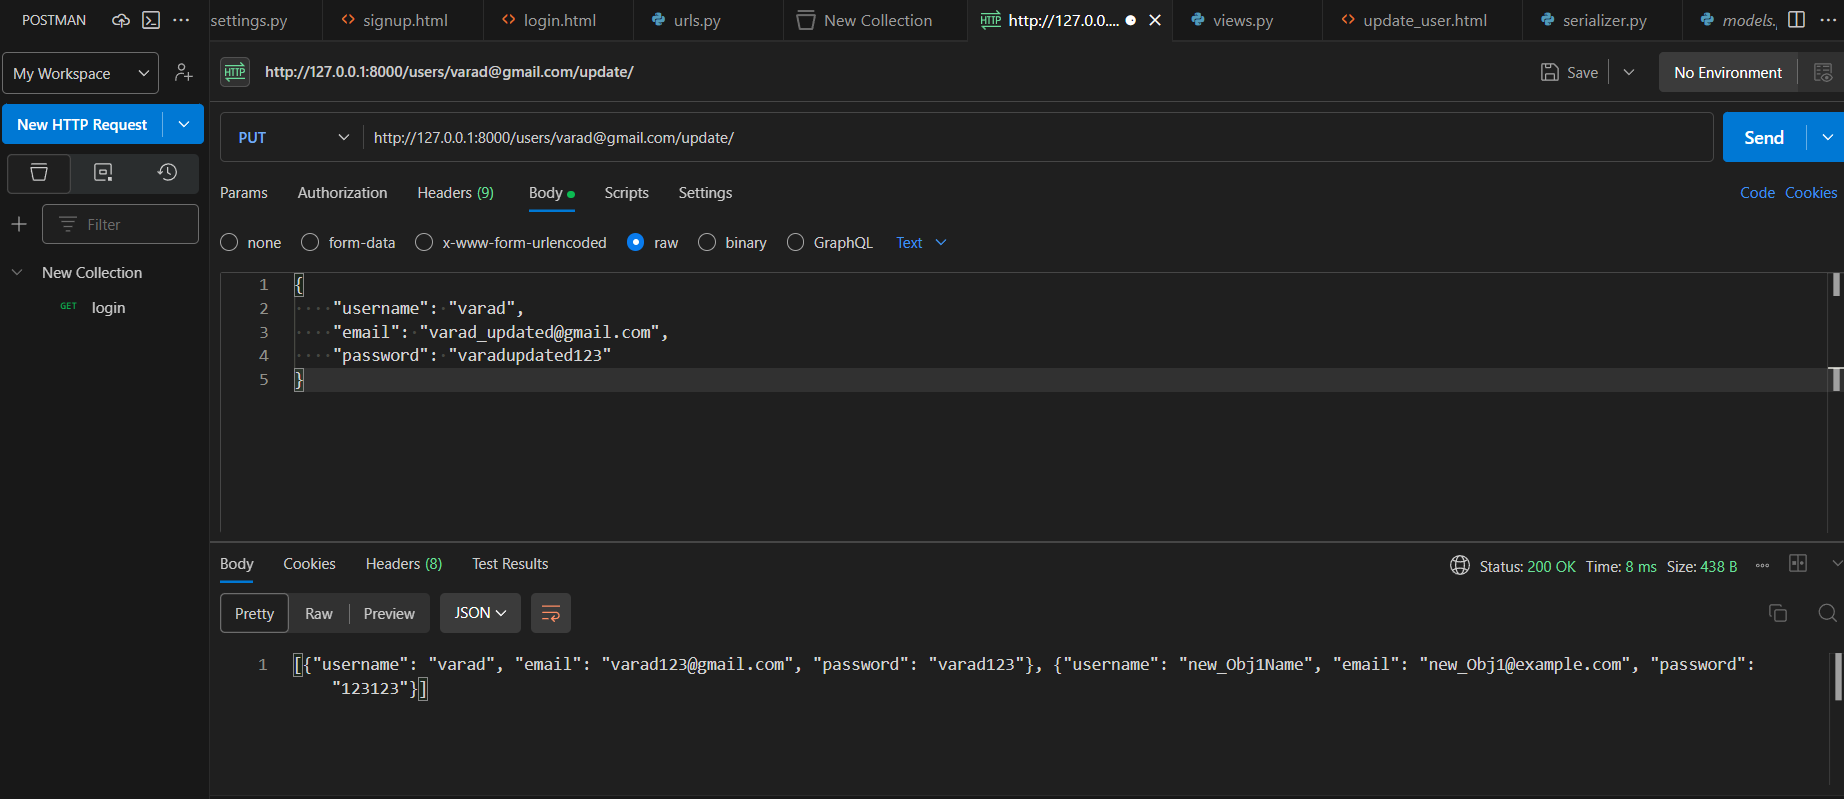 POSTMAN
settings.py
signup.html
login.html
urls.py
New Collection
HTTP http://127.0.0....
views.py
update_user.html
serializer.py
models.
My Workspace
HTTP http://127.0.0.1:8000/users/varad@gmail.com/update/
Save
No Environment
New HTTP Request
PUT
http://127.0.0.1:8000/users/varad@gmail.com/update/
Send
Params
Authorization
Headers (9)
Body
Scripts
Settings
Code
Cookies
Filter
none
form-data
x-www-form-urlencoded
raw
binary
GraphQL
Text
New Collection
GET login
1 {
2 "username": "varad",
3 "email": "varad_updated@gmail.com",
4 "password": "varadupdated123"
5 }
Body
Cookies
Headers (8)
Test Results
Status: 200 OK Time: 8 ms Size: 438 B
Pretty
Raw
Preview
JSON
1 [{"username": "varad", "email": "varad123@gmail.com", "password": "varad123"}, {"username": "new_Obj1Name", "email": "new_Obj1@example.com", "password":
"123123"}]